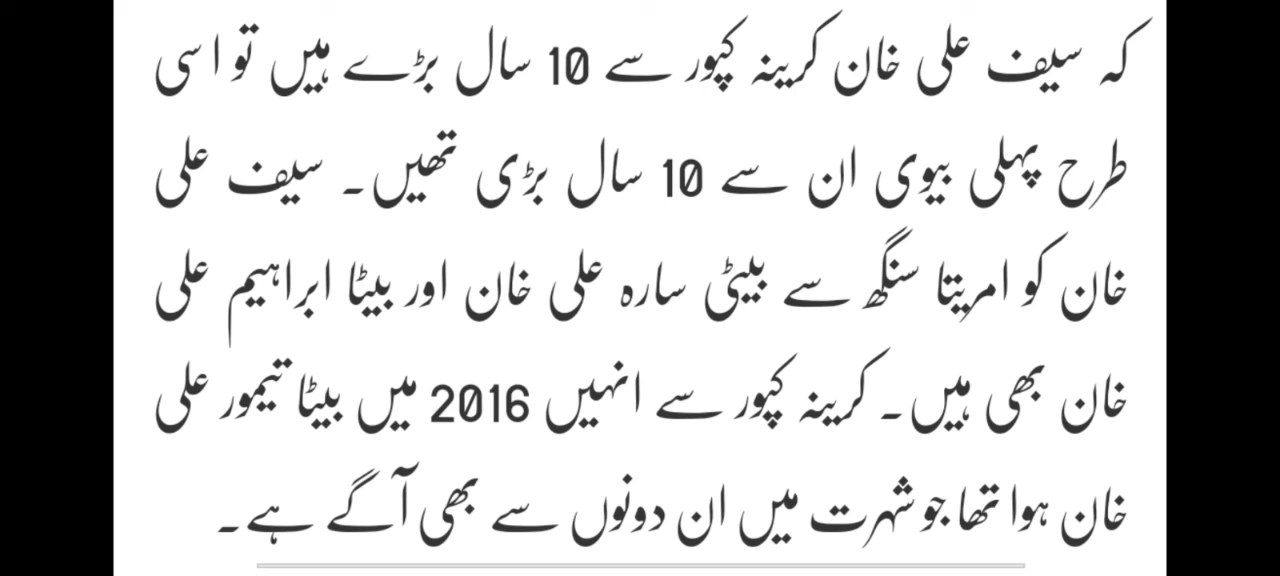 کہ سیف علی خان کرینہ کپور سے 10 سال بڑے ہیں تو اسی
طرح پہلی بیوی ان سے 10 سال بڑی تھیں۔ سیف علی
خان کو امریتا سنگھ سے بیٹی سارہ علی خان اور بیٹا ابراہیم علی
خان بھی ہیں۔ کرینہ کپور سے انہیں 2016 میں بیٹا تیمور علی
خان ہوا تھا جو شہرت میں ان دونوں سے بھی آگے ہے۔